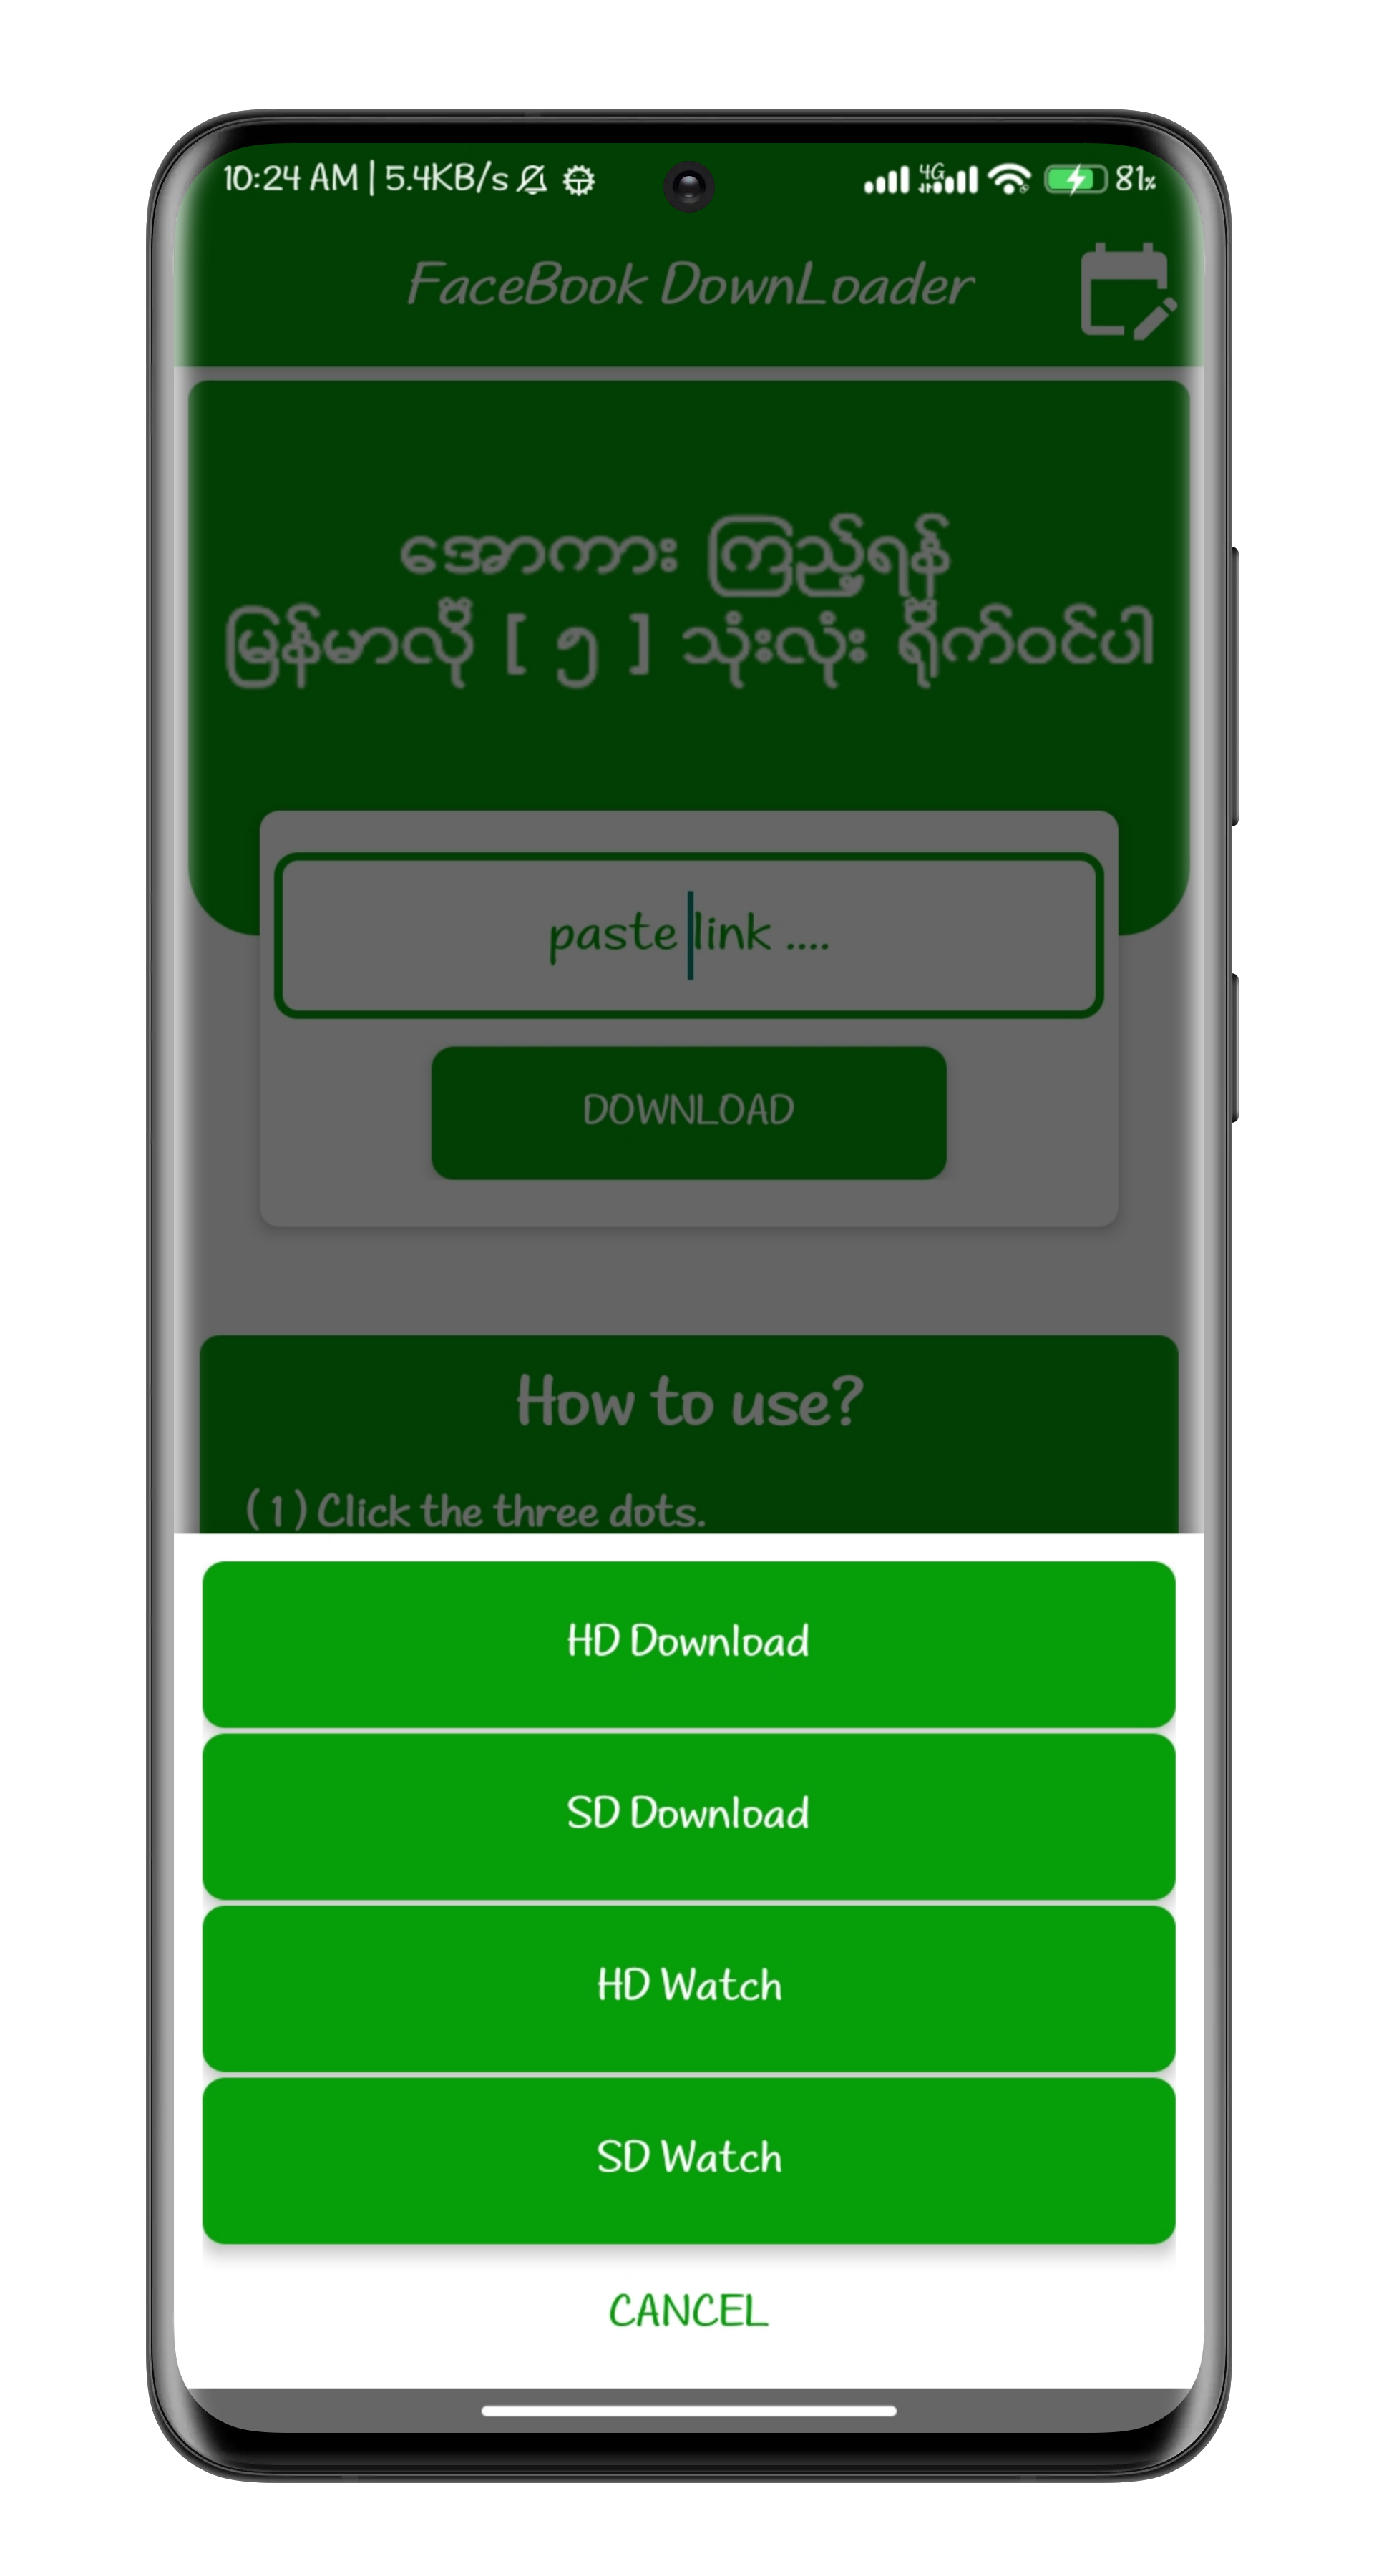 10:24 AM | 5.4KB/s 4G 81%
FaceBook DownLoader
အောကား ကြည့်ရန်
မြန်မာလို [ ၅ ] သုံးလုံး ရိုက်ဝင်ပါ
paste link ....
DOWNLOAD
How to use?
( 1 ) Click the three dots.
HD Download
SD Download
HD Watch
SD Watch
CANCEL